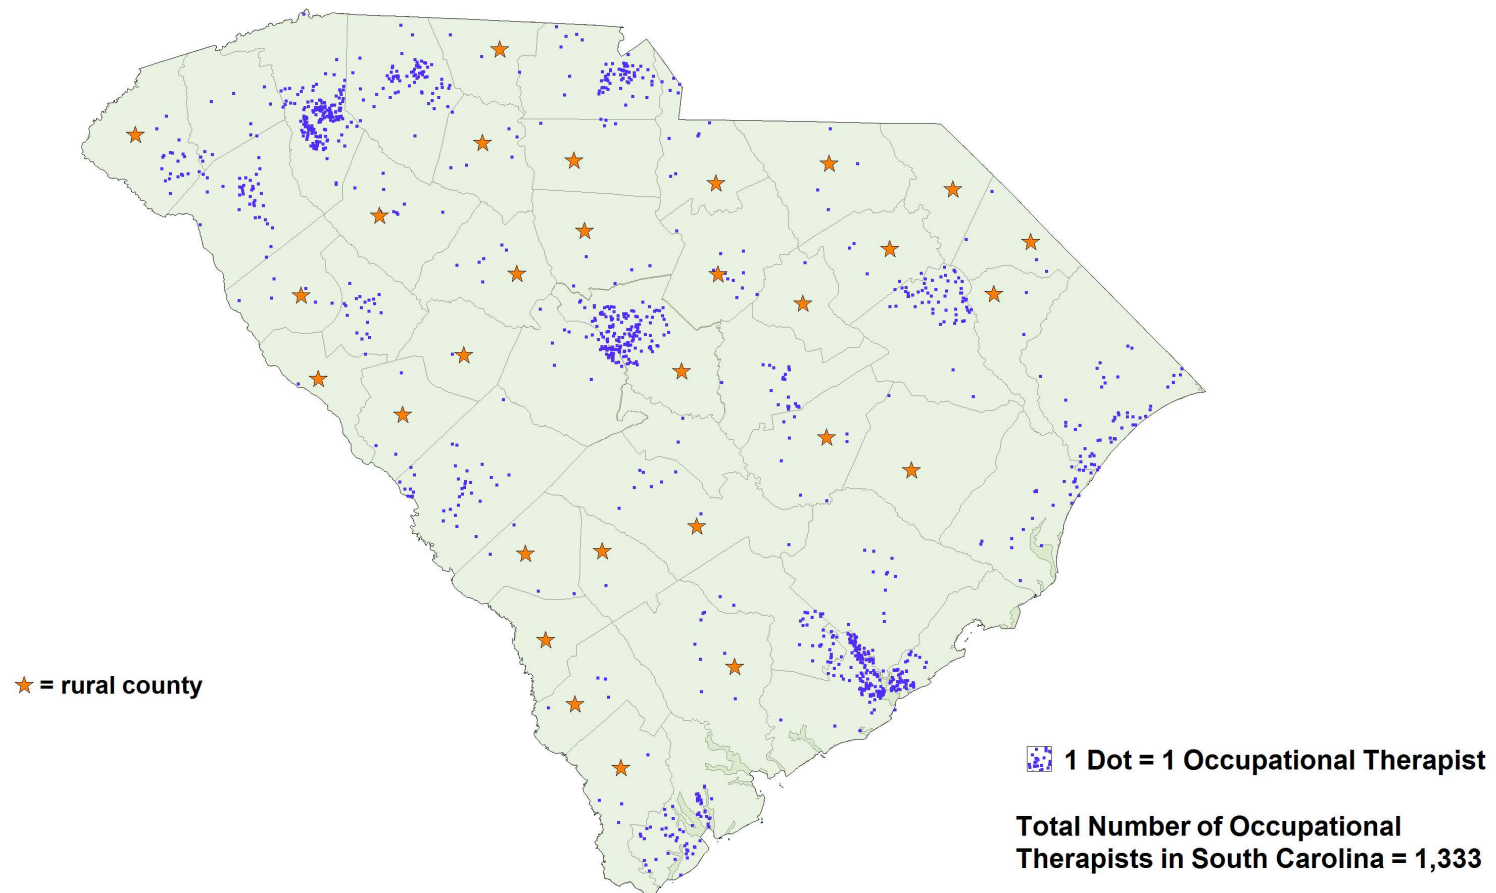 = rural county
1 Dot = 1 Occupational Therapist
Total Number of Occupational
Therapists in South Carolina = 1,333